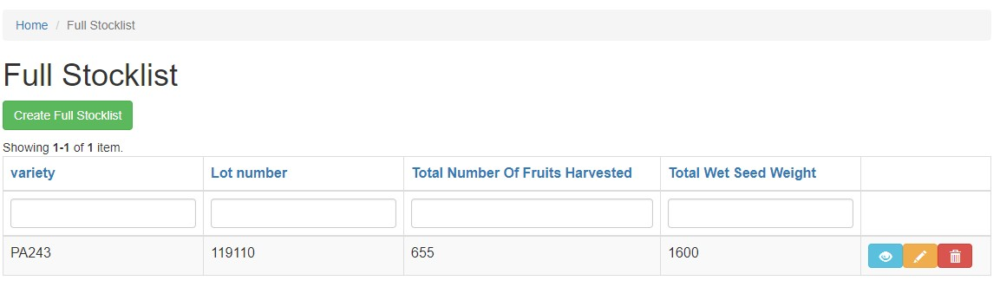 Home / Full Stocklist
Full Stocklist
Create Full Stocklist
Showing 1-1 of 1 item.
variety Lot number Total Number Of Fruits Harvested Total Wet Seed Weight
PA243 119110 655 1600